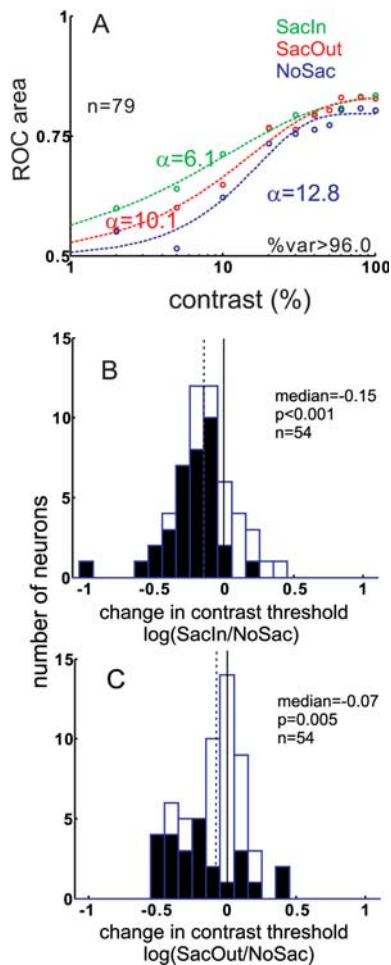 A
SacIn
SacOut
NoSac
n=79
ROC area
1
0.75
0.5
α=6.1
α=10.1
α=12.8
%var>96.0
1
10
100
contrast (%)
B
15
10
5
0
median=-0.15
p<0.001
n=54
-1
-0.5
0
0.5
1
change in contrast threshold
log(SacIn/NoSac)
number of neurons
C
15
10
5
0
median=-0.07
p=0.005
n=54
-1
-0.5
0
0.5
1
change in contrast threshold
log(SacOut/NoSac)